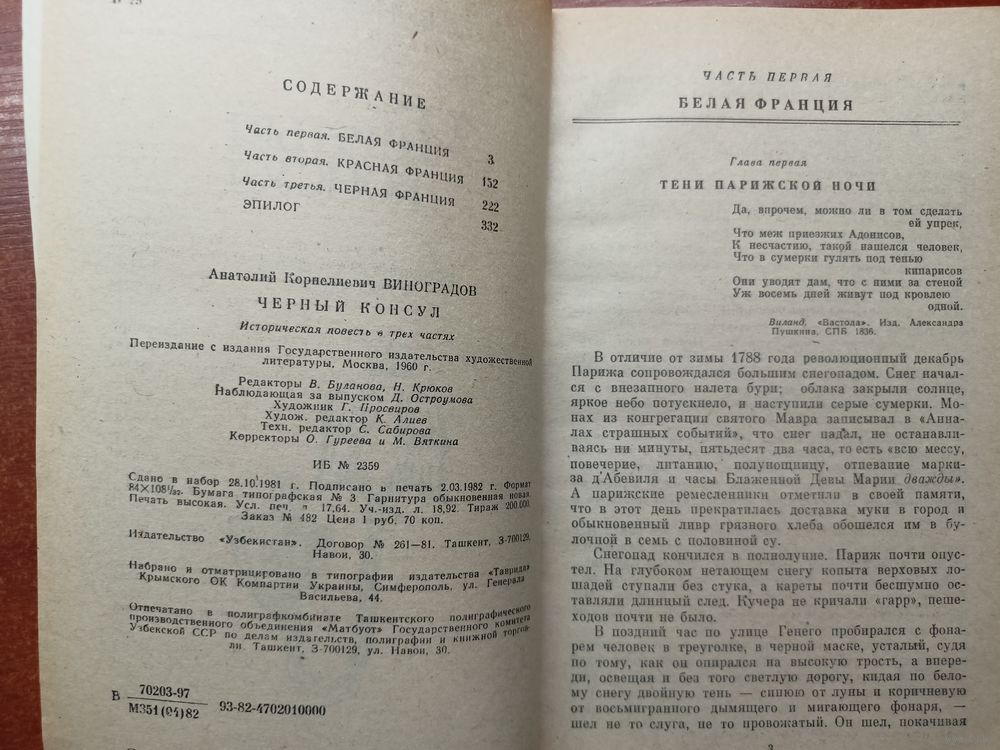 СОДЕРЖАНИЕ
Часть первая. БЕЛАЯ ФРАНЦИЯ 3
Часть вторая. КРАСНАЯ ФРАНЦИЯ 152
Часть третья. ЧЕРНАЯ ФРАНЦИЯ 222
ЭПИЛОГ 332
Анатолий Корнелиевич ВИНОГРАДОВ
ЧЕРНЫЙ КОНСУЛ
Историческая повесть в трех частях
Переиздание с издания Государственного издательства художественной
литературы, Москва, 1960 г.
Редакторы В. Буланова, Н. Крюков
Наблюдающая за выпуском Д. Остроумова
Художник Г. Просвиров
Худож. редактор К. Алиев
Техн. редактор С. Сабирова
Корректоры О. Гуреева и М. Вяткина
ИБ № 2359
Сдано в набор 28.10.1981 г. Подписано в печать 2.03.1982 г. Формат
84×108¹/₃₂. Бумага типографская № 3. Гарнитура обыкновенная новая.
Печать высокая. Усл. печ. л 17,64. Уч.-изд. л. 18,92. Тираж 200.000.
Заказ № 482 Цена 1 руб. 70 коп.
Издательство «Узбекистан». Договор № 261—81. Ташкент, З-700129,
Навои, 30.
Набрано и отматрицировано в типографии издательства «Таврида»
Крымского ОК Компартии Украины, Симферополь, ул. Генерала
Васильева, 44.
Отпечатано в полиграфкомбинате Ташкентского полиграфического
производственного объединения «Матбуот» Государственного комитета
Узбекской ССР по делам издательств, полиграфии и книжной торгов-
ли. Ташкент, З-700129, ул. Навои, 30.
В 70203-97
М351(04)82 93-82-4702010000
ЧАСТЬ ПЕРВАЯ
БЕЛАЯ ФРАНЦИЯ
Глава первая
ТЕНИ ПАРИЖСКОЙ НОЧИ
Да, впрочем, можно ли в том сделать
ей упрек,
Что меж приезжих Адонисов,
К несчастию, такой нашелся человек,
Что в сумерки гулять под тенью
кипарисов
Они уводят дам, что с ними за стеной
Уж восемь дней живут под кровлею
одной.
Виланд. «Вастола». Изд. Александра
Пушкина, СПБ 1836.
В отличие от зимы 1788 года революционный декабрь
Парижа сопровождался большим снегопадом. Снег начал-
ся с внезапного налета бури; облака закрыли солнце,
яркое небо потускнело, и наступили серые сумерки. Мо-
нах из конгрегации святого Мавра записывал в «Анна-
лах страшных событий», что снег падал, не останавли-
ваясь ни минуты, пятьдесят два часа, то есть «всю мессу,
повечерие, литанию, полунощницу, отпевание марки-
за д'Абевиля и часы Блаженной Девы Марии дважды».
А парижские ремесленники отметили в своей памяти,
что в этот день прекратилась доставка муки в город и
обыкновенный ливр грязного хлеба обошелся им в бу-
лочной в семь с половиной су.
Снегопад кончился в полнолуние. Париж почти опус-
тел. На глубоком нетающем снегу копыта верховых ло-
шадей ступали без стука, а кареты почти бесшумно ос-
тавляли длинный след. Кучера не кричали «гарр», пеше-
ходов почти не было.
В поздний час по улице Генего пробирался с фона-
рем человек в треуголке, в черной маске, усталый, судя
по тому, как он опирался на высокую трость, а впере-
ди, освещая и без того светлую дорогу, кидая по бело-
му снегу двойную тень — синюю от луны и коричневую
от восьмигранного дымящего и мигающего фонаря, —
шел не то слуга, не то провожатый. Он шел, покачивая
3